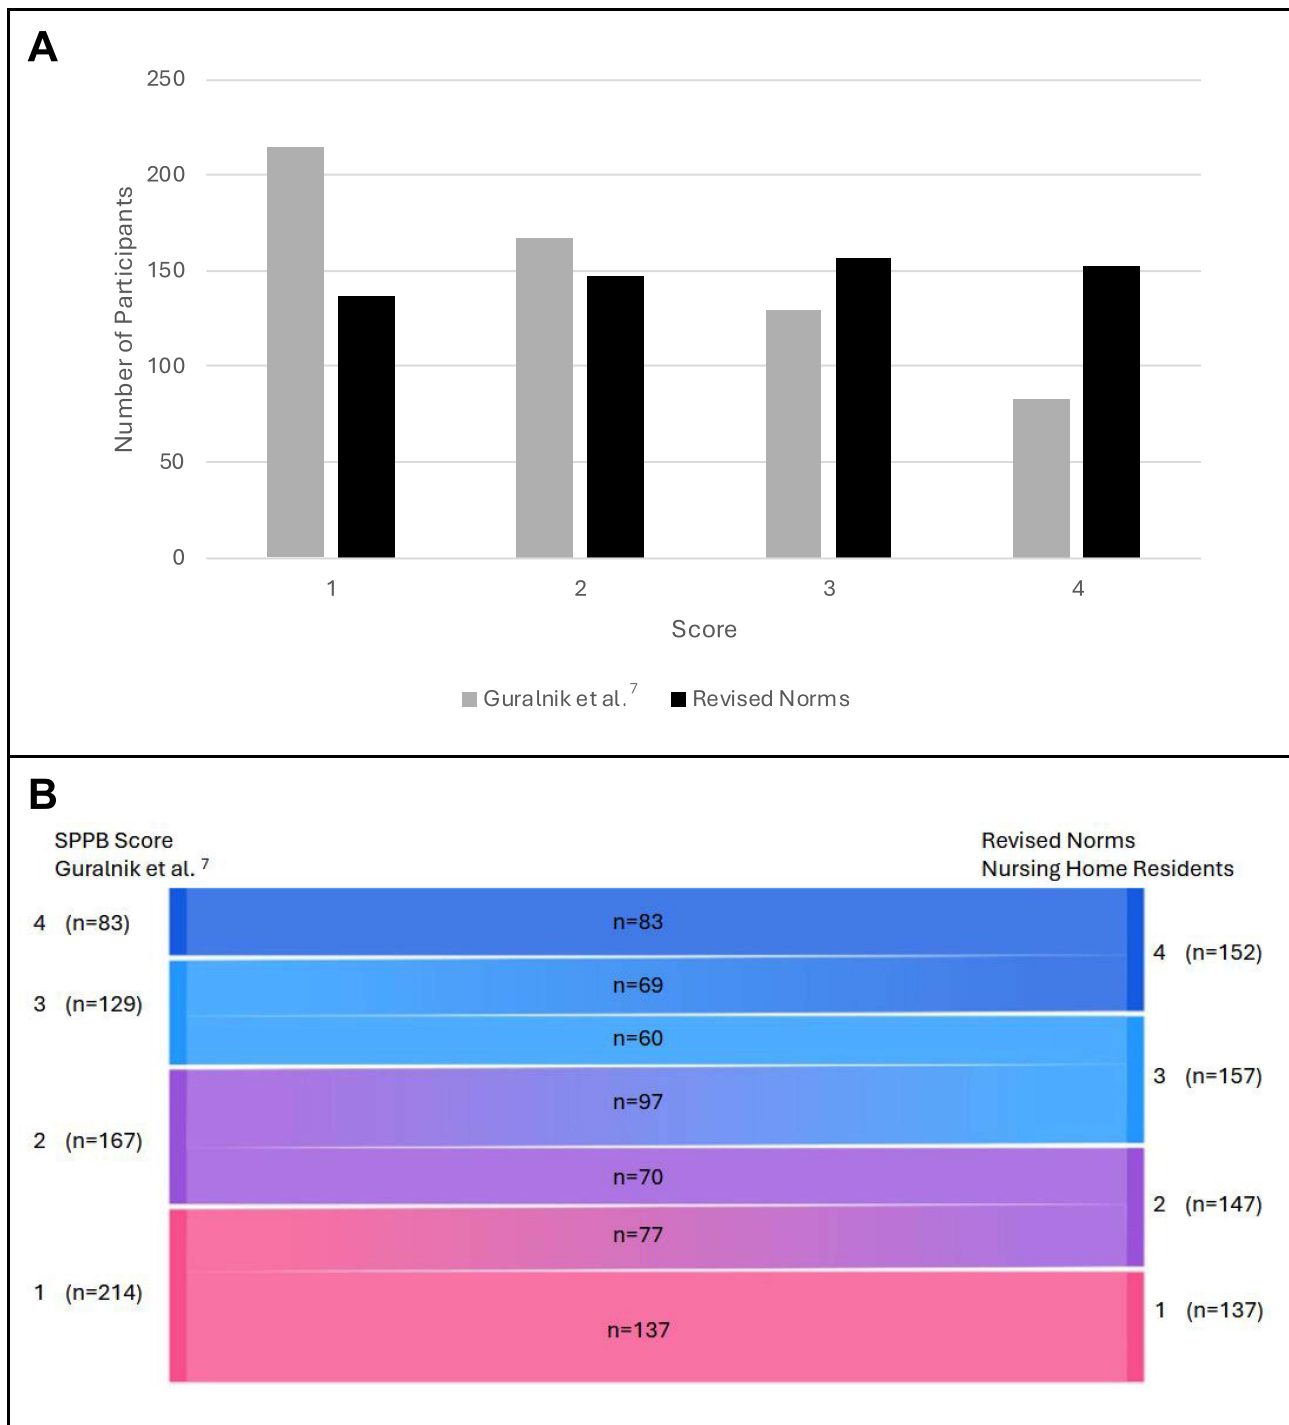 A
250
200
150
100
50
0
Number of Participants
1 2 3 4
Score
Guralnik et al. 7 Revised Norms
B
SPPB Score
Guralnik et al. 7
Revised Norms
Nursing Home Residents
4 (n=83)
3 (n=129)
2 (n=167)
1 (n=214)
n=83
n=69
n=60
n=97
n=70
n=77
n=137
4 (n=152)
3 (n=157)
2 (n=147)
1 (n=137)